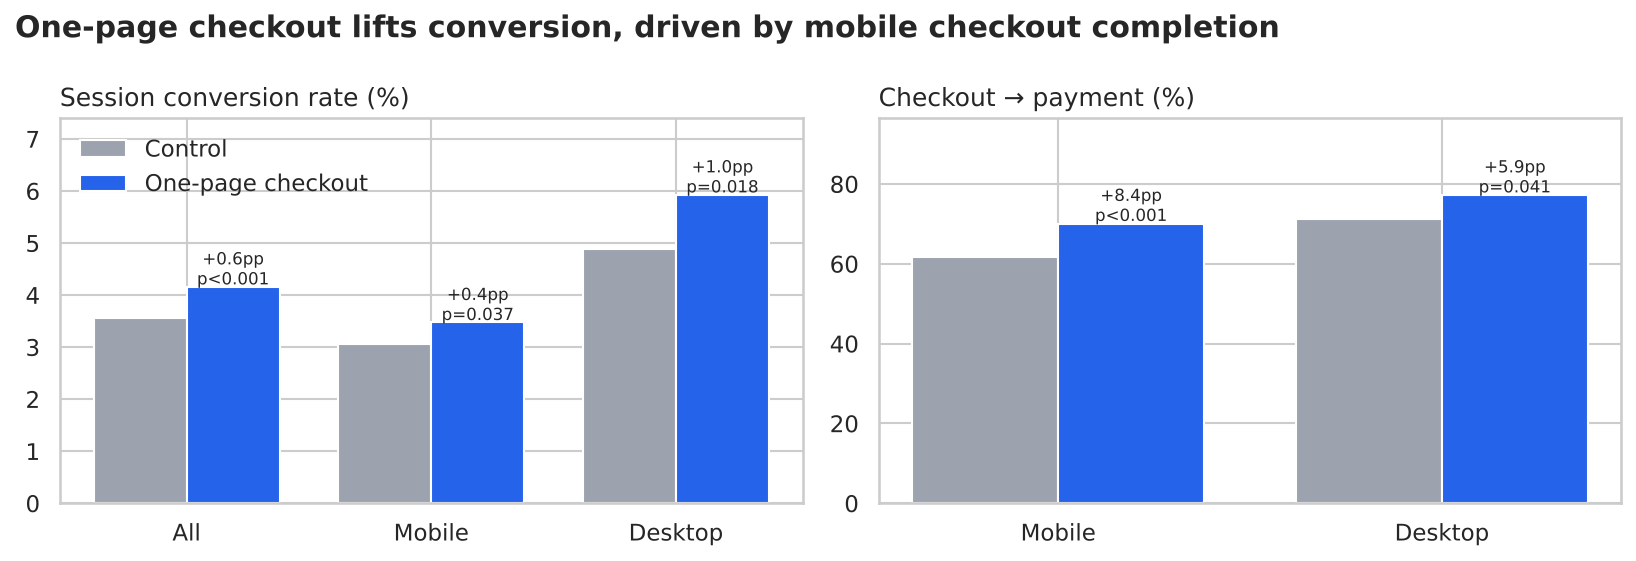 One-page checkout lifts conversion, driven by mobile checkout completion
Session conversion rate (%)
7
6
5
4
3
2
1
0
Control
One-page checkout
+0.6pp
p<0.001
+0.4pp
p=0.037
+1.0pp
p=0.018
All
Mobile
Desktop
Checkout → payment (%)
80
60
40
20
0
+8.4pp
p<0.001
+5.9pp
p=0.041
Mobile
Desktop